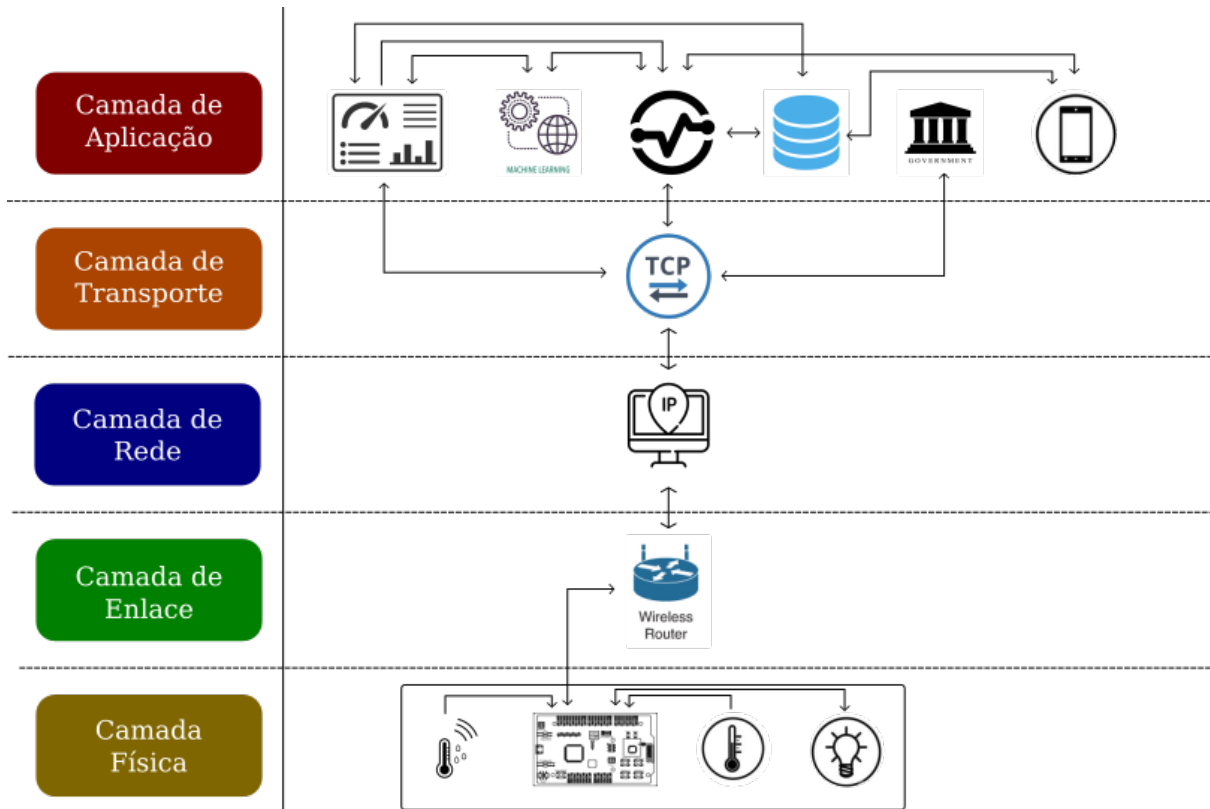 Camada de
Aplicação
MACHINE LEARNING
GOVERNMENT
Camada de
Transporte
TCP
Camada de
Rede
IP
Camada de
Enlace
Wireless
Router
Camada
Física